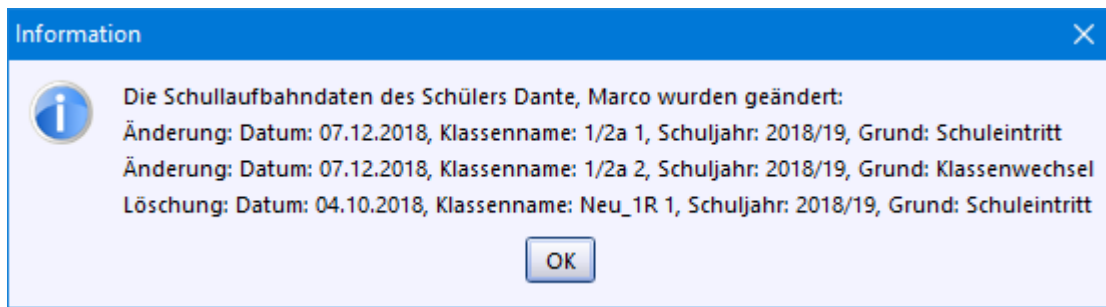 Information
Die Schullaufbahndaten des Schülers Dante, Marco wurden geändert:
Änderung: Datum: 07.12.2018, Klassenname: 1/2a 1, Schuljahr: 2018/19, Grund: Schuleintritt
Änderung: Datum: 07.12.2018, Klassenname: 1/2a 2, Schuljahr: 2018/19, Grund: Klassenwechsel
Löschung: Datum: 04.10.2018, Klassenname: Neu_1R 1, Schuljahr: 2018/19, Grund: Schuleintritt
OK